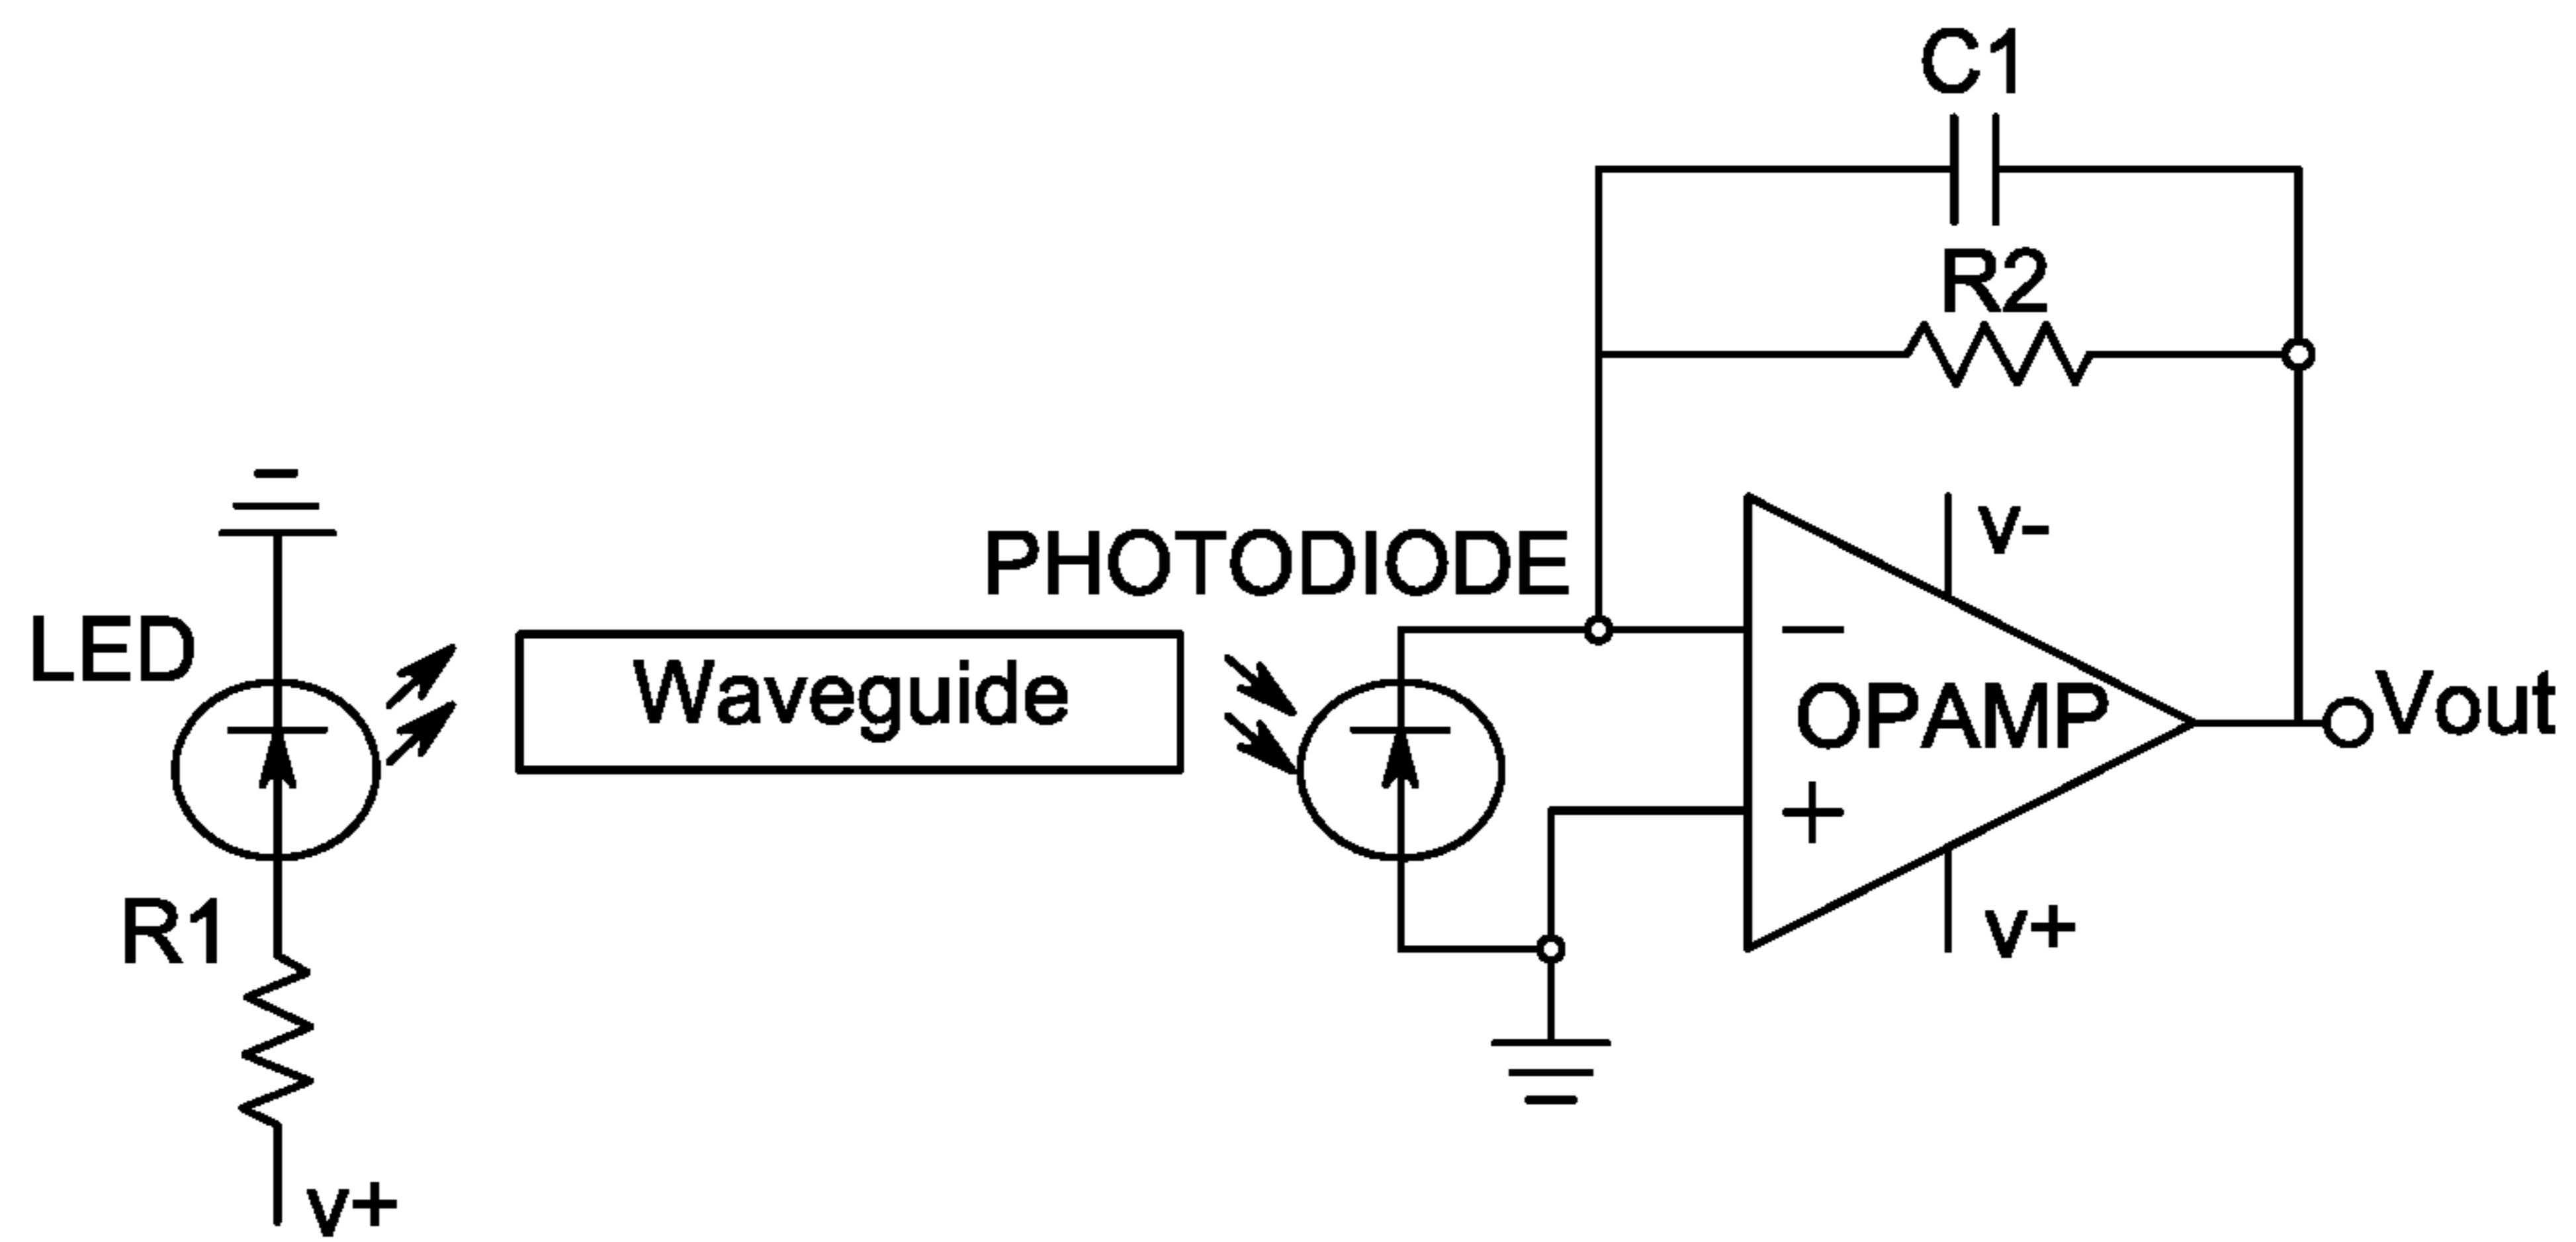 C1
R2
v-
PHOTODIODE
LED
Waveguide
−
OPAMP
Vout
+
R1
v+
v+